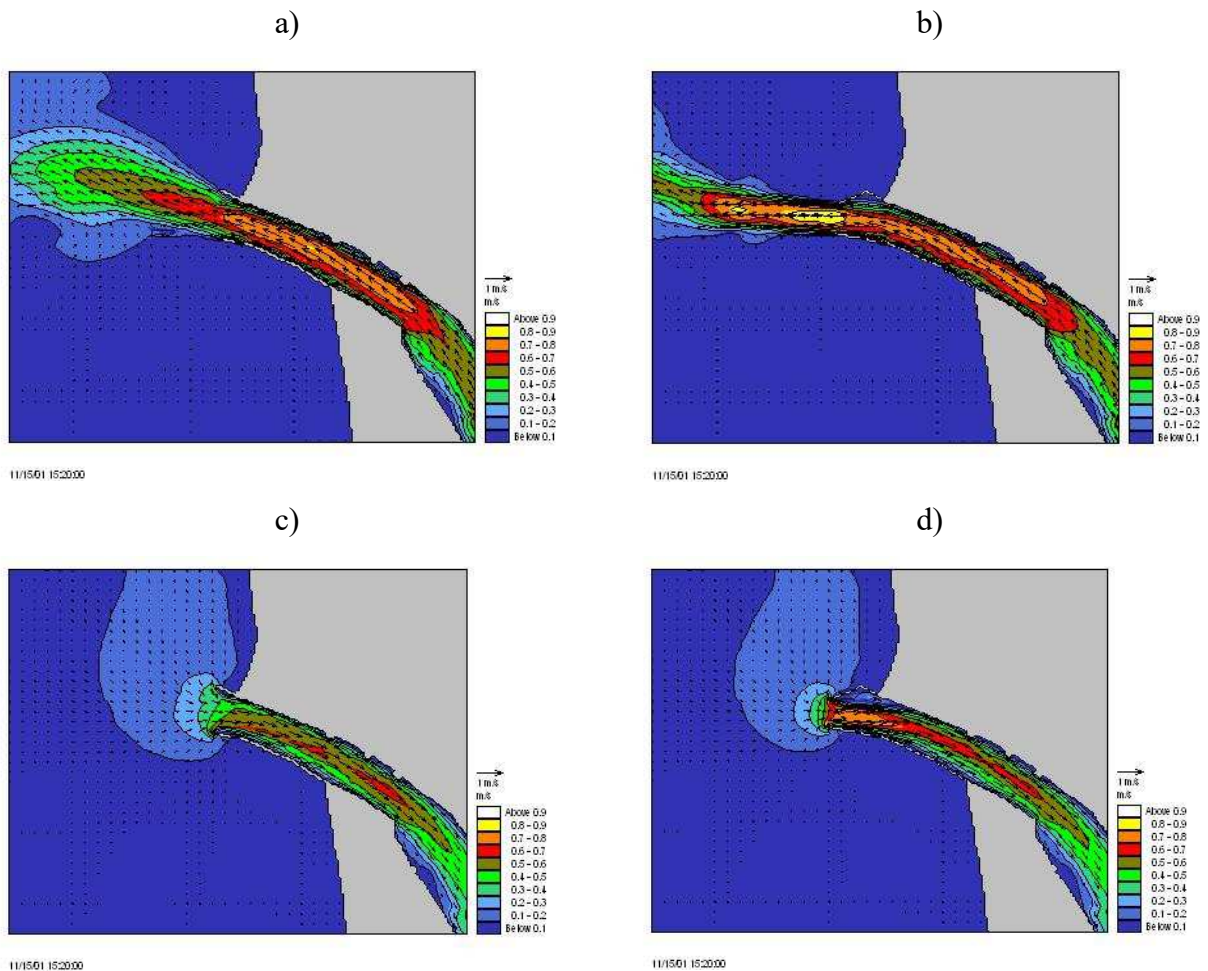 a)
b)
1 m/s
m/s
Above 0.9
0.8 - 0.9
0.7 - 0.8
0.6 - 0.7
0.5 - 0.6
0.4 - 0.5
0.3 - 0.4
0.2 - 0.3
0.1 - 0.2
Below 0.1
11/15/01 15:20:00
1 m/s
m/s
Above 0.9
0.8 - 0.9
0.7 - 0.8
0.6 - 0.7
0.5 - 0.6
0.4 - 0.5
0.3 - 0.4
0.2 - 0.3
0.1 - 0.2
Below 0.1
11/15/01 15:20:00
c)
d)
1 m/s
m/s
Above 0.9
0.8 - 0.9
0.7 - 0.8
0.6 - 0.7
0.5 - 0.6
0.4 - 0.5
0.3 - 0.4
0.2 - 0.3
0.1 - 0.2
Below 0.1
11/15/01 15:20:00
1 m/s
m/s
Above 0.9
0.8 - 0.9
0.7 - 0.8
0.6 - 0.7
0.5 - 0.6
0.4 - 0.5
0.3 - 0.4
0.2 - 0.3
0.1 - 0.2
Below 0.1
11/15/01 15:20:00